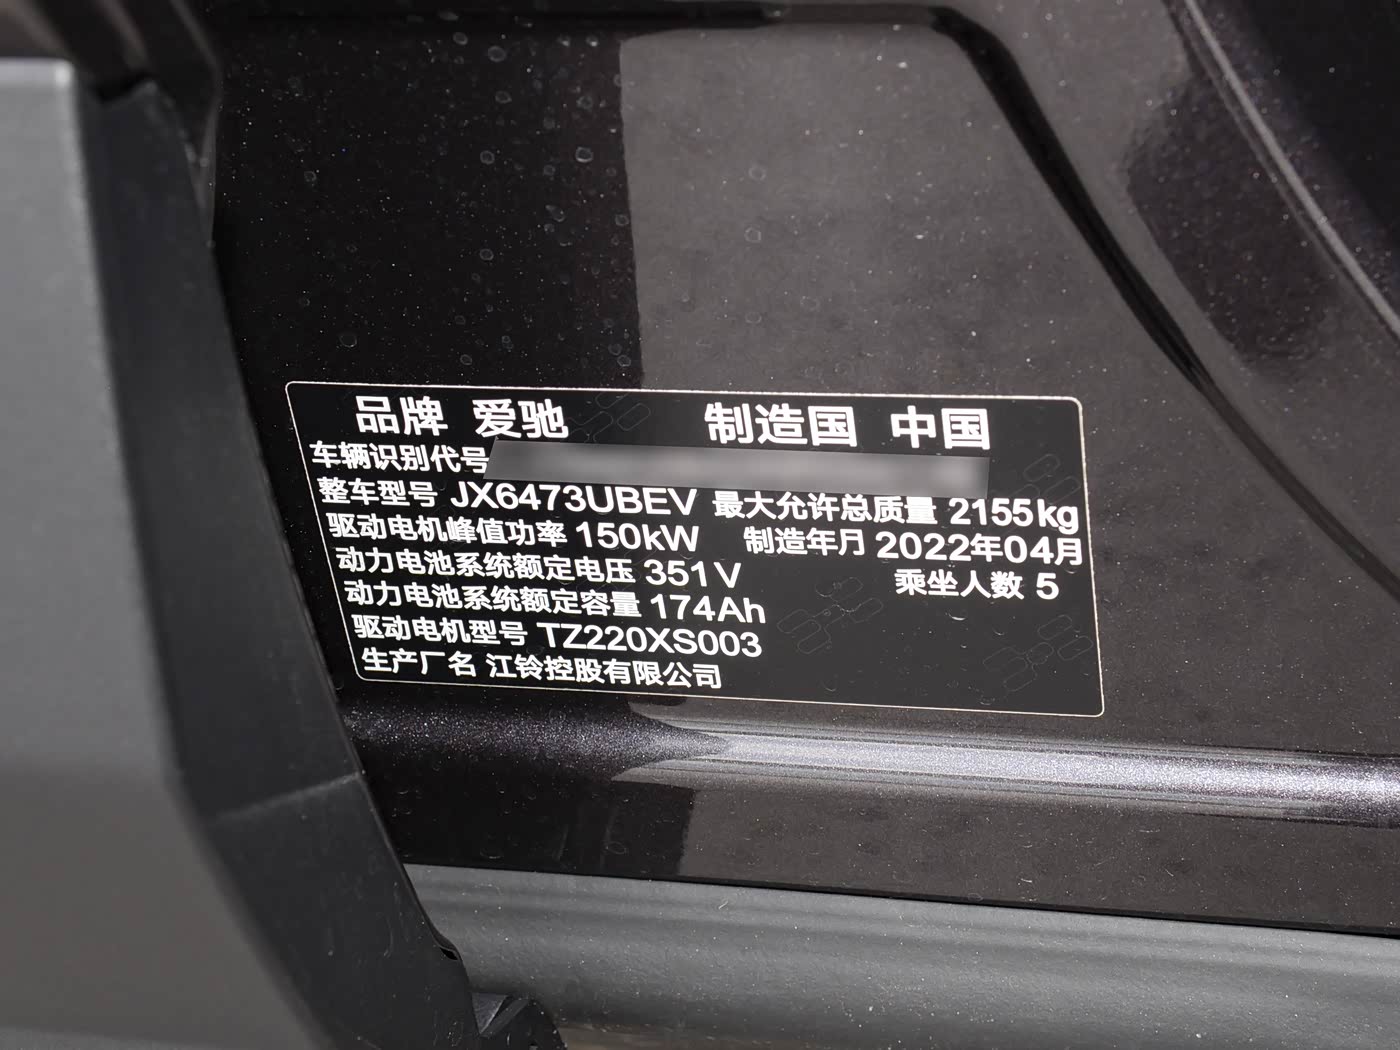 品牌 爱驰 制造国 中国
车辆识别代号
整车型号 JX6473UBEV 最大允许总质量 2155kg
驱动电机峰值功率 150kW 制造年月 2022年04月
动力电池系统额定电压 351V 乘坐人数 5
动力电池系统额定容量 174Ah
驱动电机型号 TZ220XS003
生产厂名 江铃控股有限公司